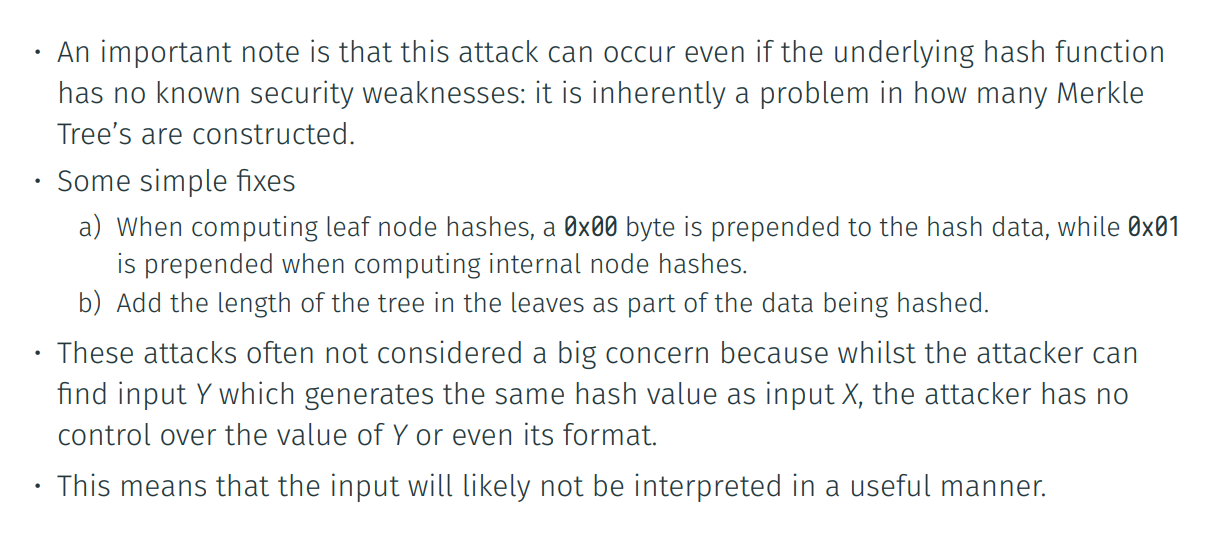 • An important note is that this attack can occur even if the underlying hash function
has no known security weaknesses: it is inherently a problem in how many Merkle
Tree’s are constructed.
• Some simple fixes
a) When computing leaf node hashes, a 0x00 byte is prepended to the hash data, while 0x01
is prepended when computing internal node hashes.
b) Add the length of the tree in the leaves as part of the data being hashed.
• These attacks often not considered a big concern because whilst the attacker can
find input Y which generates the same hash value as input X, the attacker has no
control over the value of Y or even its format.
• This means that the input will likely not be interpreted in a useful manner.